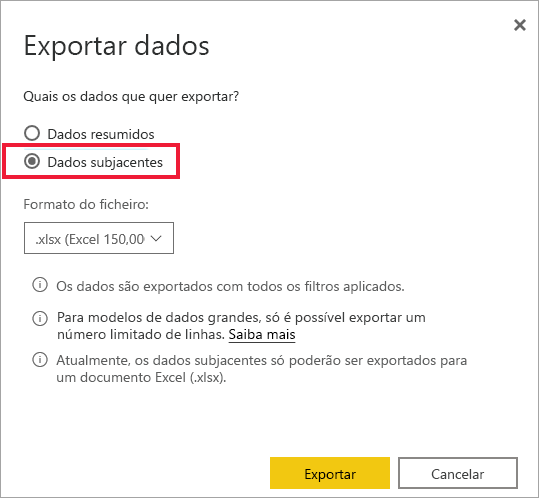 Exportar dados
Quais os dados que quer exportar?
Dados resumidos
Dados subjacentes
Formato do ficheiro:
.xlsx (Excel 150,00
Os dados são exportados com todos os filtros aplicados.
Para modelos de dados grandes, só é possível exportar um
número limitado de linhas. Saiba mais
Atualmente, os dados subjacentes só poderão ser exportados para
um documento Excel (.xlsx).
Exportar
Cancelar